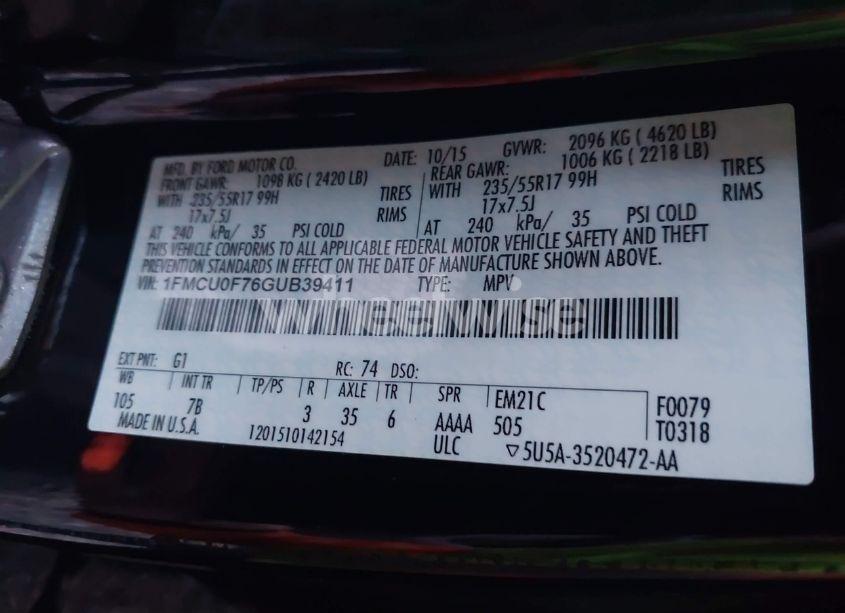 MFD. BY FORD MOTOR CO. DATE: 10/15 GVWR: 2096 KG ( 4620 LB)
FRONT GAWR: 1098 KG ( 2420 LB) REAR GAWR: 1006 KG ( 2218 LB)
WITH 235/55R17 99H TIRES WITH 235/55R17 99H TIRES
17x7.5J RIMS 17x7.5J RIMS
AT 240 kPa/ 35 PSI COLD AT 240 kPa/ 35 PSI COLD
THIS VEHICLE CONFORMS TO ALL APPLICABLE FEDERAL MOTOR VEHICLE SAFETY AND THEFT
PREVENTION STANDARDS IN EFFECT ON THE DATE OF MANUFACTURE SHOWN ABOVE.
VIN: 1FMCU0F76GUB39411 TYPE: MPV
wheelwise
EXT PNT: G1 RC: 74 DSO:
WB INT TR TP/PS R AXLE TR SPR EM21C F0079
105 7B 3 35 6 AAAA 505 T0318
MADE IN U.S.A. 1201510142154 ULC ▽5U5A-3520472-AA